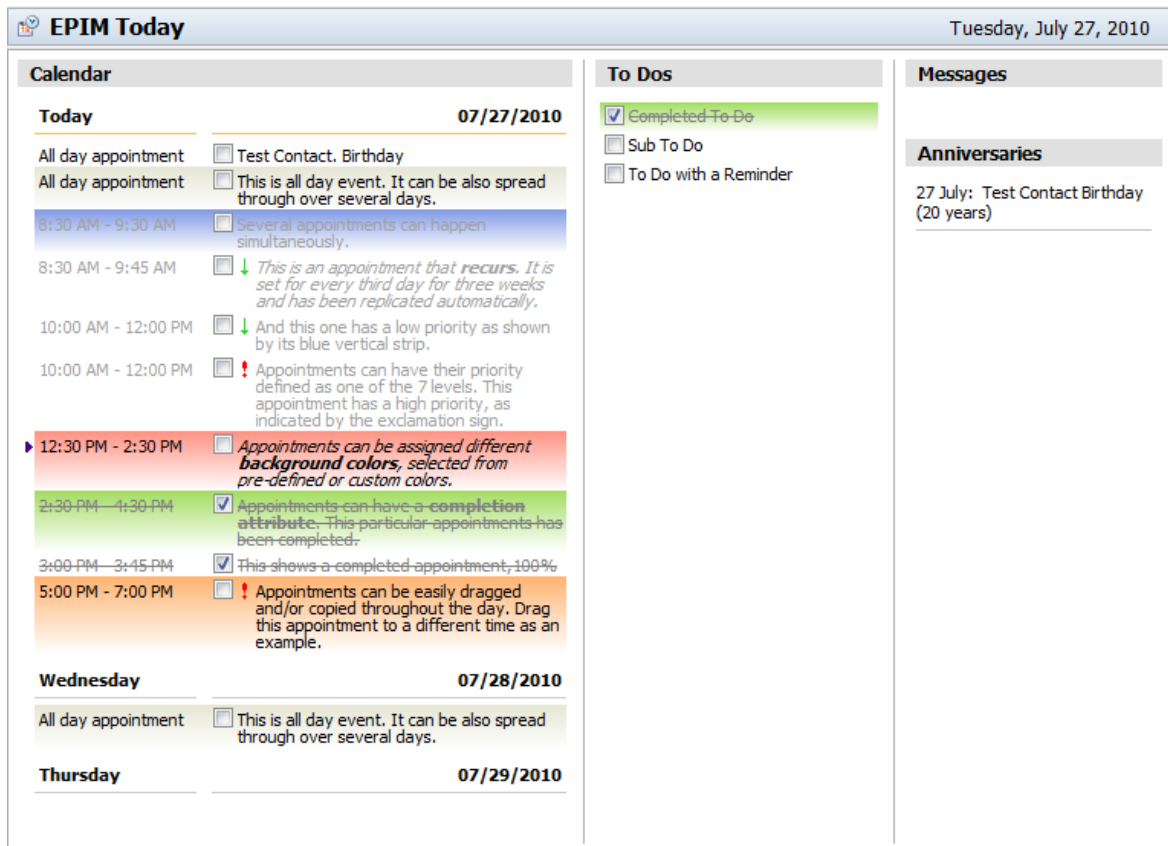 EPIM Today Tuesday, July 27, 2010
Calendar
Today 07/27/2010
All day appointment Test Contact. Birthday
All day appointment This is all day event. It can be also spread
through over several days.
8:30 AM - 9:30 AM Several appointments can happen
simultaneously.
8:30 AM - 9:45 AM This is an appointment that recurs. It is
set for every third day for three weeks
and has been replicated automatically.
10:00 AM - 12:00 PM And this one has a low priority as shown
by its blue vertical strip.
10:00 AM - 12:00 PM Appointments can have their priority
defined as one of the 7 levels. This
appointment has a high priority, as
indicated by the exclamation sign.
12:30 PM - 2:30 PM Appointments can be assigned different
background colors, selected from
pre-defined or custom colors.
2:30 PM - 4:30 PM Appointments can have a completion
attribute. This particular appointments has
been completed.
3:00 PM - 3:45 PM This shows a completed appointment, 100%
5:00 PM - 7:00 PM Appointments can be easily dragged
and/or copied throughout the day. Drag
this appointment to a different time as an
example.
Wednesday 07/28/2010
All day appointment This is all day event. It can be also spread
through over several days.
Thursday 07/29/2010
To Dos
Completed To Do
Sub To Do
To Do with a Reminder
Messages
Anniversaries
27 July: Test Contact Birthday
(20 years)